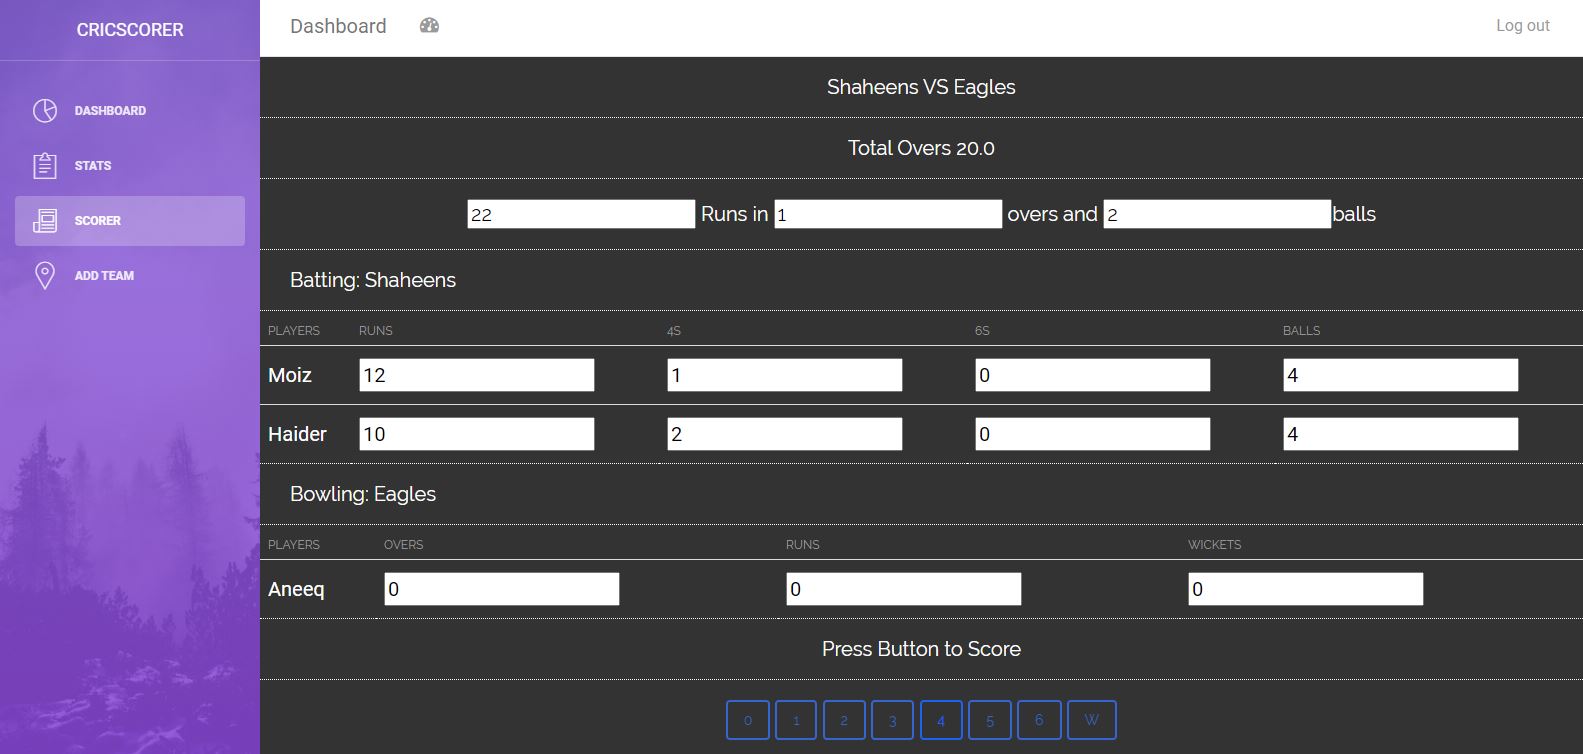 CRICSCORER
DASHBOARD
STATS
SCORER
ADD TEAM
Dashboard
Log out
Shaheens VS Eagles
Total Overs 20.0
22 Runs in 1 overs and 2 balls
Batting: Shaheens
PLAYERS RUNS 4S 6S BALLS
Moiz 12 1 0 4
Haider 10 2 0 4
Bowling: Eagles
PLAYERS OVERS RUNS WICKETS
Aneeq 0 0 0
Press Button to Score
0 1 2 3 4 5 6 W